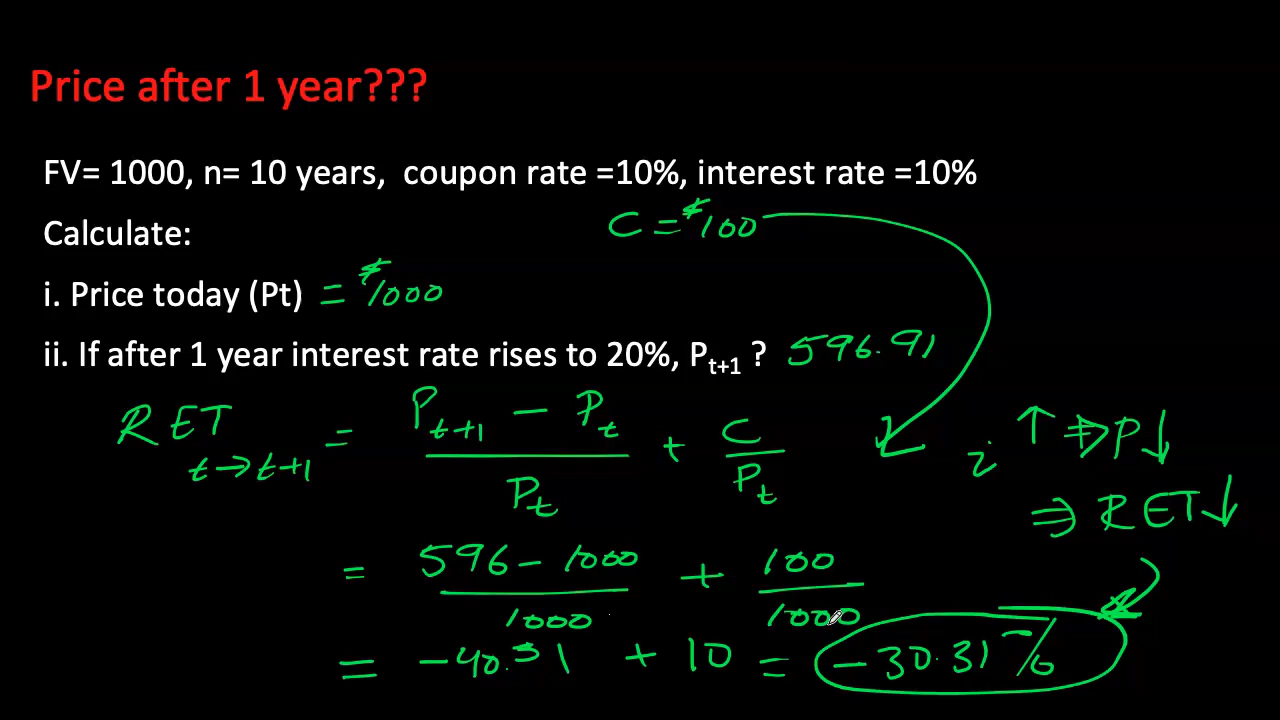 Price after 1 year???
FV= 1000, n= 10 years, coupon rate =10%, interest rate =10%
Calculate:
C = $100
i. Price today (Pt) = $1000
ii. If after 1 year interest rate rises to 20%, Pt+1 ? 596.91
RET t→t+1 = Pt+1 − Pt / Pt + C / Pt
i ↑ ⇒ P↓
⇒ RET↓
= 596 − 1000 / 1000 + 100 / 1000
= −40.31 + 10 = −30.31%